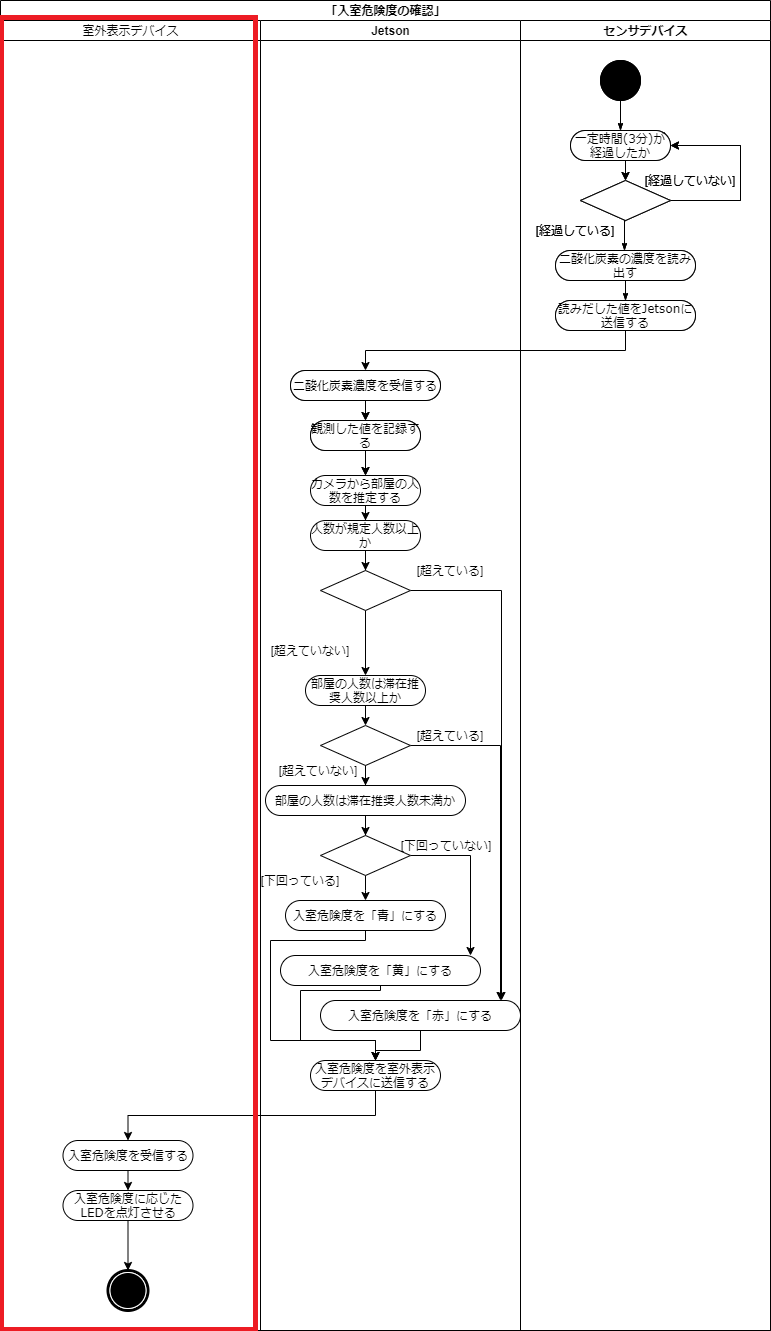 「入室危険度の確認」
室外表示デバイス
Jetson
センサデバイス
一定時間(3分)が
経過したか
[経過していない]
[経過している]
二酸化炭素の濃度を読み
出す
読みだした値をJetsonに
送信する
二酸化炭素濃度を受信する
観測した値を記録す
る
カメラから部屋の人
数を推定する
人数が規定人数以上
か
[超えている]
[超えていない]
部屋の人数は滞在推
奨人数以上か
[超えている]
[超えていない]
部屋の人数は滞在推奨人数未満か
[下回っていない]
[下回っている]
入室危険度を「青」にする
入室危険度を「黄」にする
入室危険度を「赤」にする
入室危険度を室外表示
デバイスに送信する
入室危険度を受信する
入室危険度に応じた
LEDを点灯させる